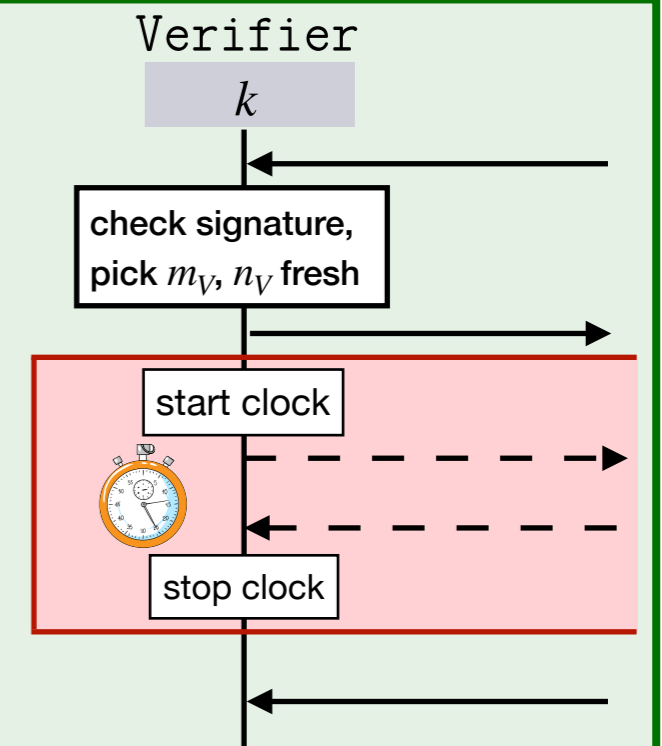 Verifier
k
check signature,
pick m_V, n_V fresh
start clock
stop clock